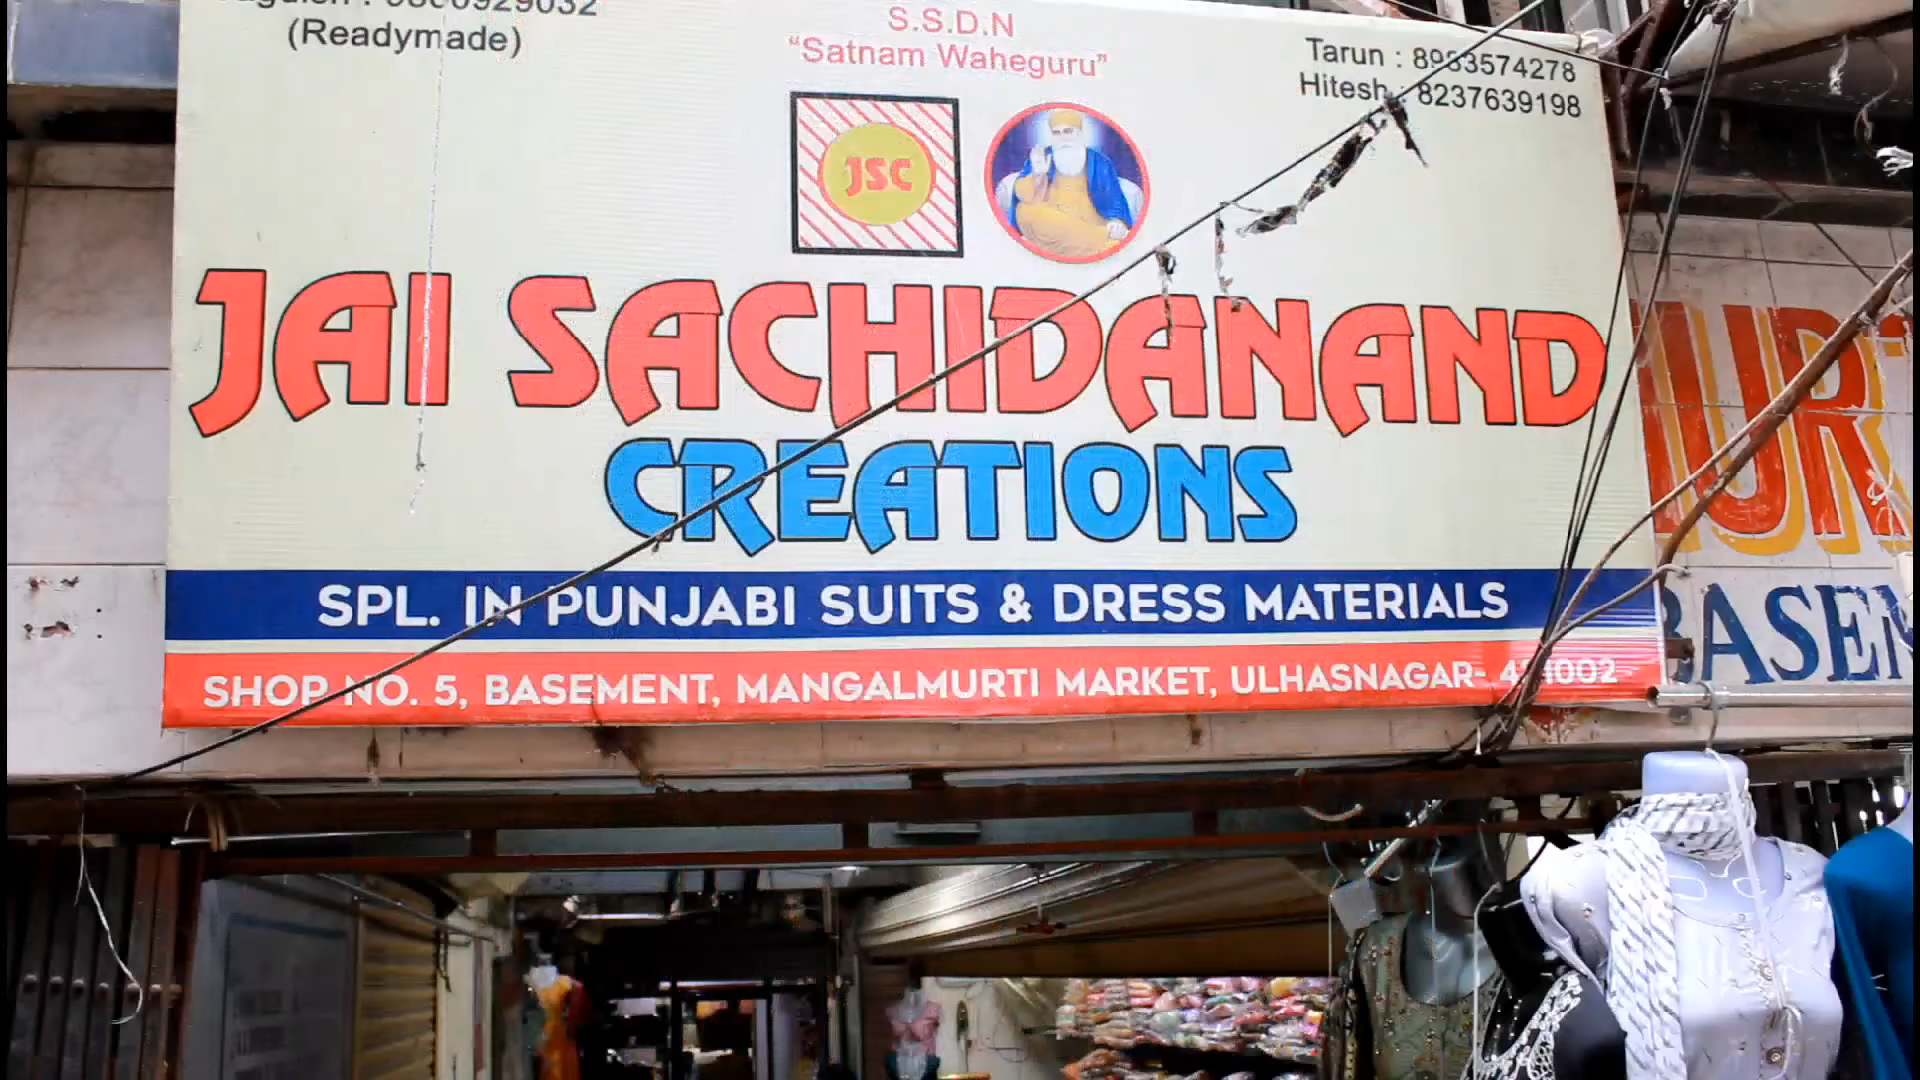 (Readymade)
S.S.D.N
"Satnam Waheguru"
Tarun : 8983574278
Hitesh : 8237639198
JSC
JAI SACHIDANAND
CREATIONS
SPL. IN PUNJABI SUITS & DRESS MATERIALS
SHOP NO. 5, BASEMENT, MANGALMURTI MARKET, ULHASNAGAR-